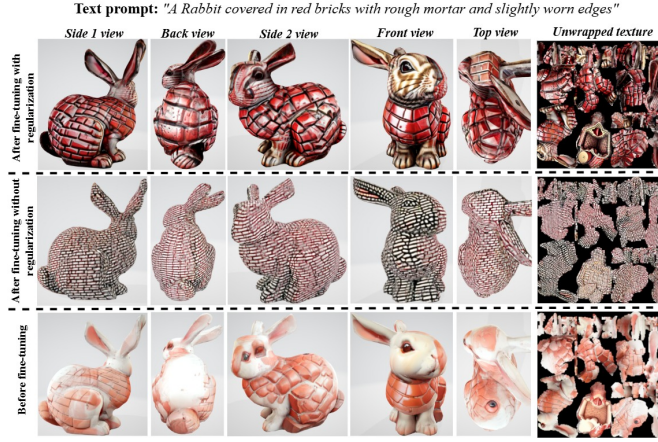 Text prompt: "A Rabbit covered in red bricks with rough mortar and slightly worn edges"
Side 1 view Back view Side 2 view Front view Top view Unwrapped texture
After fine-tuning with
regularization
After fine-tuning without
regularization
Before fine-tuning